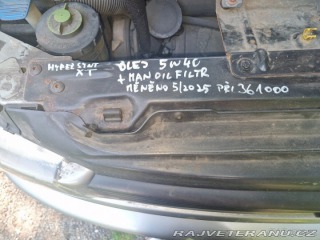 HYPERSYNT
XT
OLEJ 5W40
+ MAN OIL FILTR
MĚNĚNO 5/2025 PŘI 361000
RAJVETERANU.CZ